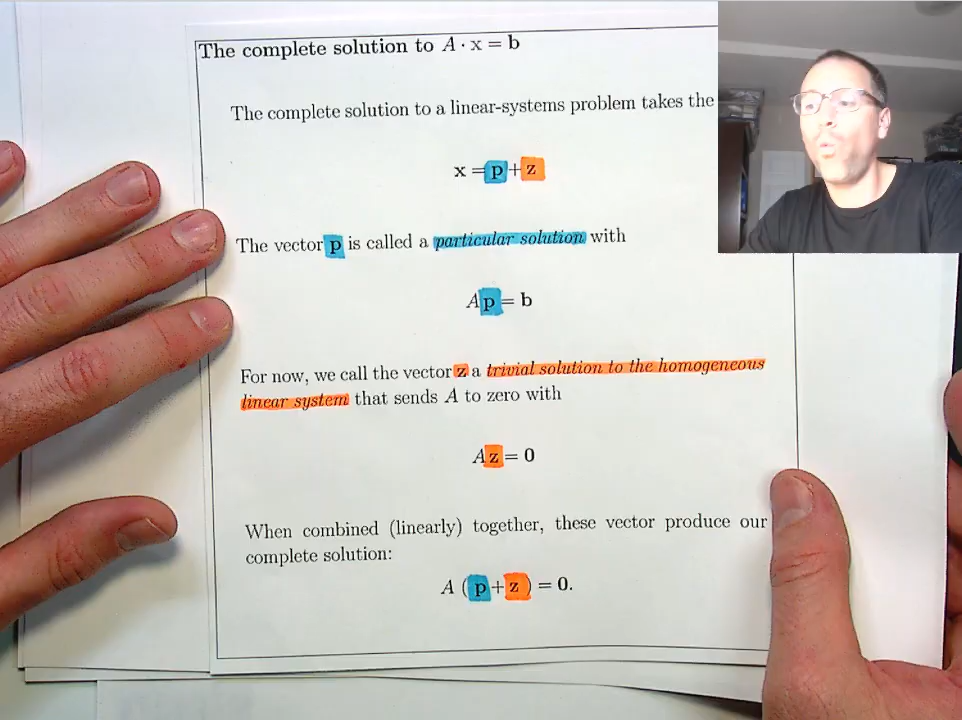 The complete solution to A · x = b
The complete solution to a linear-systems problem takes the
x = p + z
The vector p is called a particular solution with
Ap = b
For now, we call the vector z a trivial solution to the homogeneous
linear system that sends A to zero with
Az = 0
When combined (linearly) together, these vector produce our
complete solution:
A (p + z) = 0.